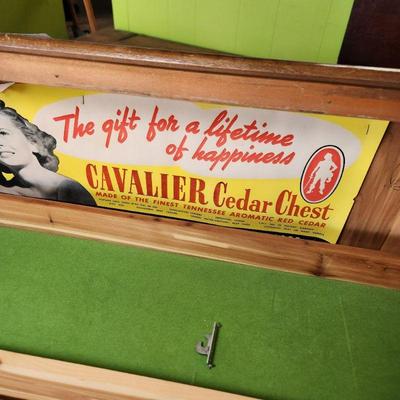 The gift for a lifetime
of happiness
CAVALIER Cedar Chest
MADE OF THE FINEST TENNESSEE AROMATIC RED CEDAR